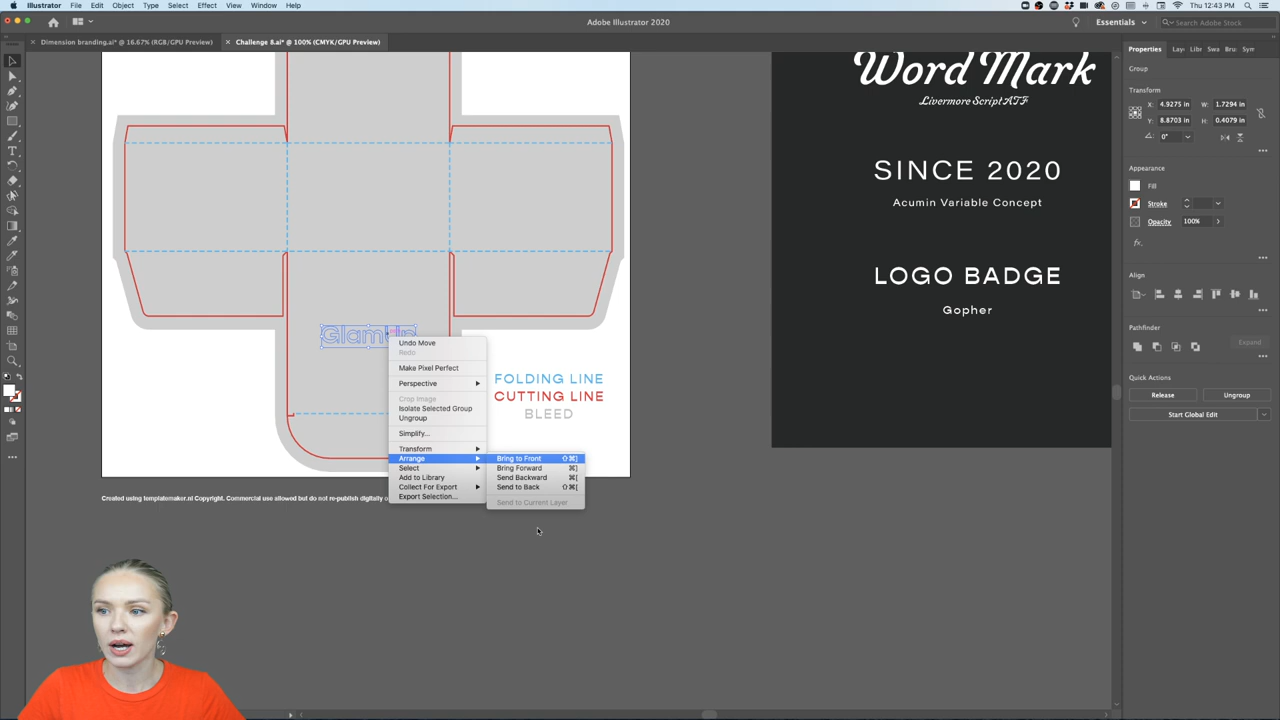 Illustrator File Edit Object Type Select Effect View Window Help
Thu 12:43 PM
Adobe Illustrator 2020
Essentials
Search Adobe Stock
Dimension branding.ai* @ 16.67% (RGB/GPU Preview)
Challenge 8.ai* @ 100% (CMYK/GPU Preview)
Properties
Swa
Bru
Sym
Group
Transform
X: 4.9275 in
W: 1.7294 in
Y: 8.8703 in
H: 0.4079 in
0°
Appearance
Fill
Stroke
Opacity
100%
fx.
Align
Pathfinder
Expand
Quick Actions
Release
Ungroup
Start Global Edit
Word Mark
Livermore Script ATF
SINCE 2020
Acumin Variable Concept
LOGO BADGE
Gopher
GlamUp
Undo Move
Redo
Make Pixel Perfect
Perspective
Crop Image
Isolate Selected Group
Ungroup
Simplify...
Transform
Arrange
Select
Add to Library
Collect For Export
Export Selection...
Bring to Front ⇧⌘]
Bring Forward ⌘]
Send Backward ⌘[
Send to Back ⇧⌘[
Send to Current Layer
FOLDING LINE
CUTTING LINE
BLEED
Created using templatemaker.nl Copyright. Commercial use allowed but do not re-publish digitally